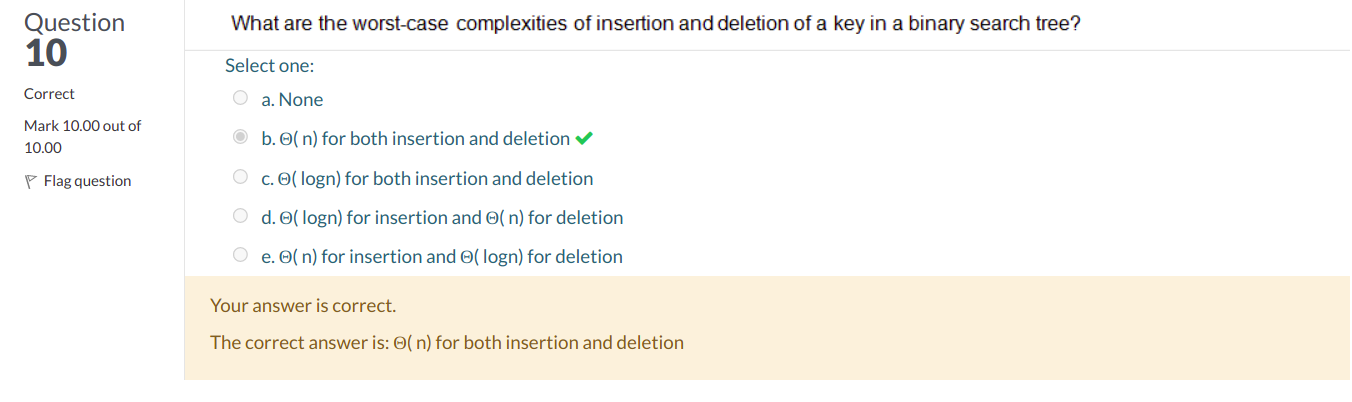 Question
10
Correct
Mark 10.00 out of
10.00
Flag question
What are the worst-case complexities of insertion and deletion of a key in a binary search tree?
Select one:
a. None
b. Θ( n) for both insertion and deletion
c. Θ( logn) for both insertion and deletion
d. Θ( logn) for insertion and Θ( n) for deletion
e. Θ( n) for insertion and Θ( logn) for deletion
Your answer is correct.
The correct answer is: Θ( n) for both insertion and deletion